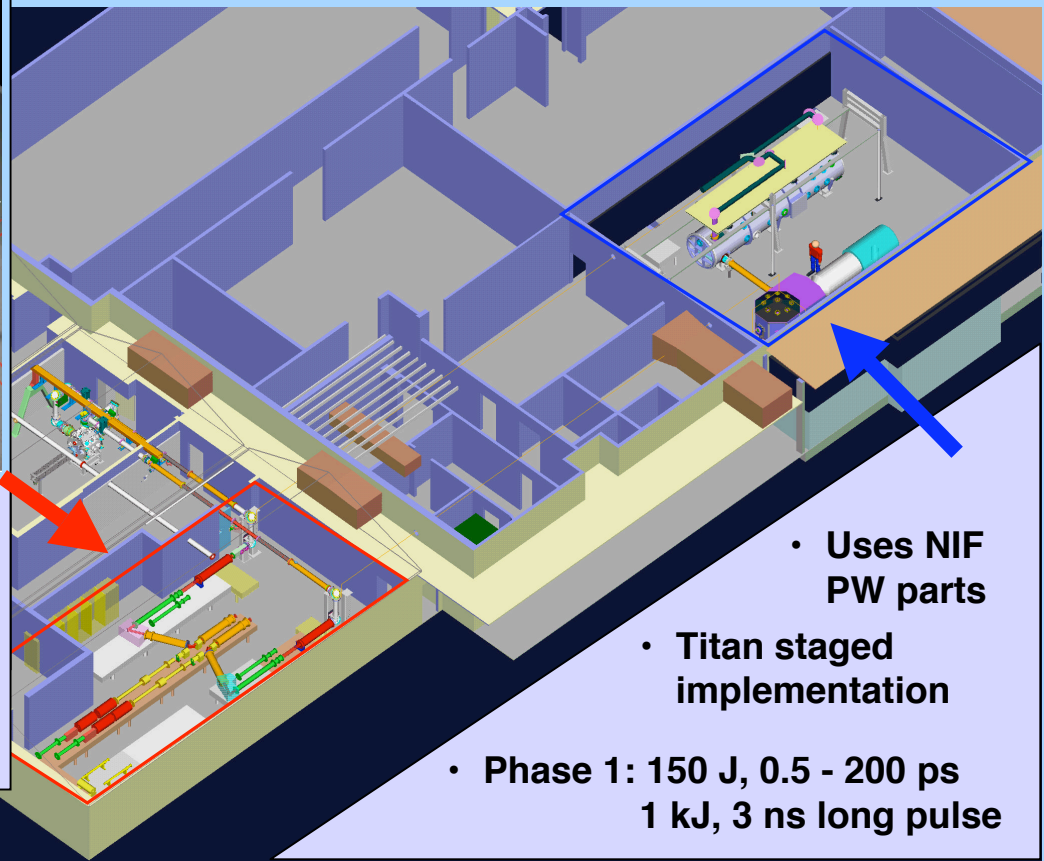 • Uses NIF
PW parts
• Titan staged
implementation
• Phase 1: 150 J, 0.5 - 200 ps
1 kJ, 3 ns long pulse